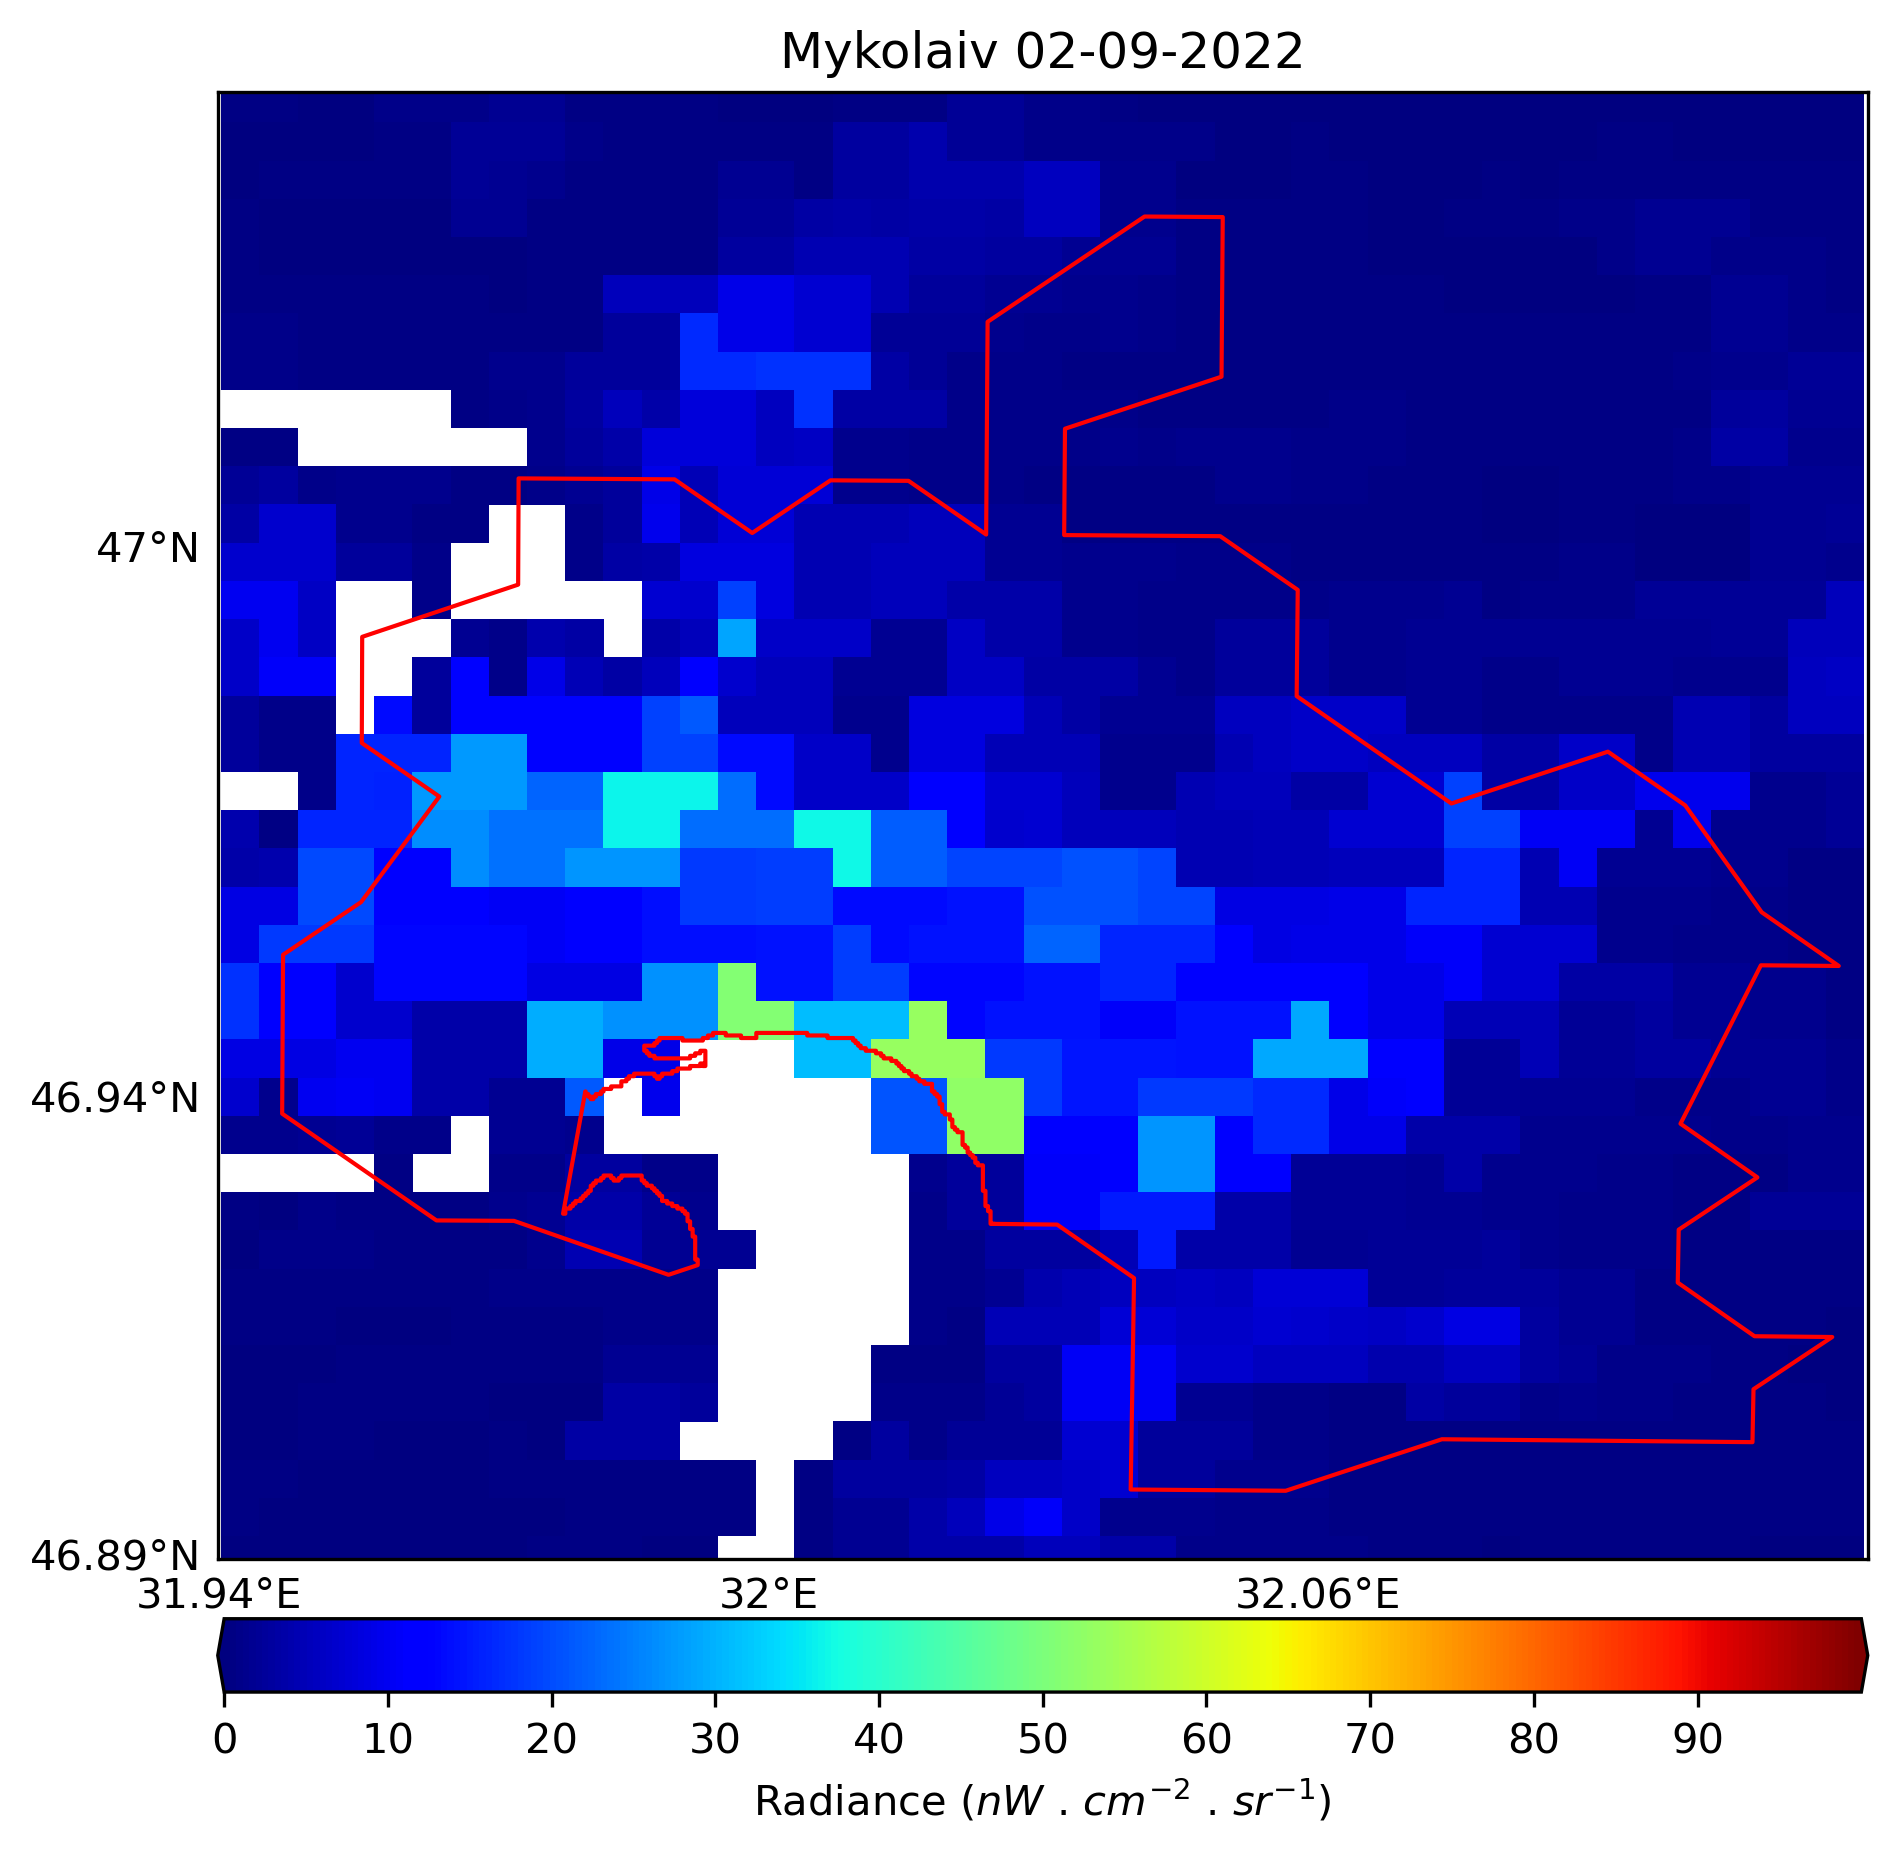 Mykolaiv 02-09-2022
47°N
46.94°N
46.89°N
31.94°E 32°E 32.06°E
0 10 20 30 40 50 60 70 80 90
Radiance (nW . cm⁻² . sr⁻¹)